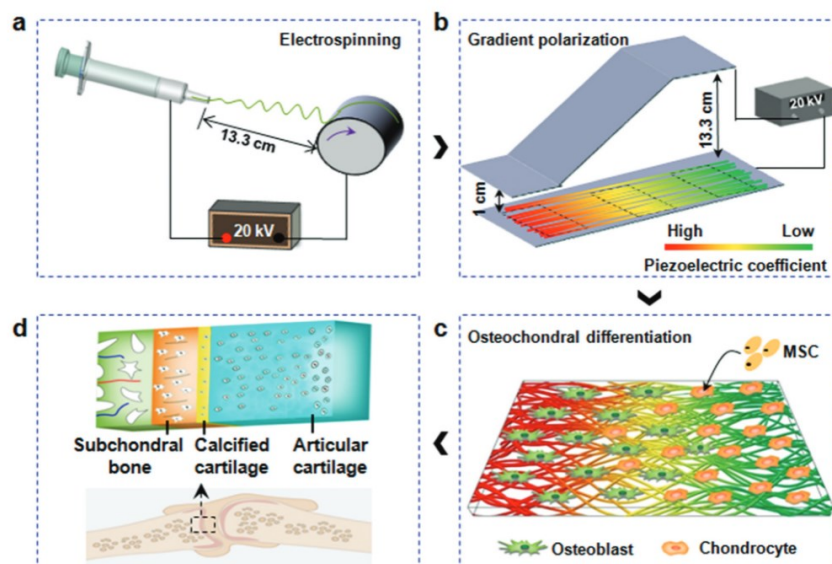 a
Electrospinning
13.3 cm
20 kV
b
Gradient polarization
20 kV
13.3 cm
1 cm
High
Low
Piezoelectric coefficient
d
Subchondral
bone
Calcified
cartilage
Articular
cartilage
c
Osteochondral differentiation
MSC
Osteoblast
Chondrocyte